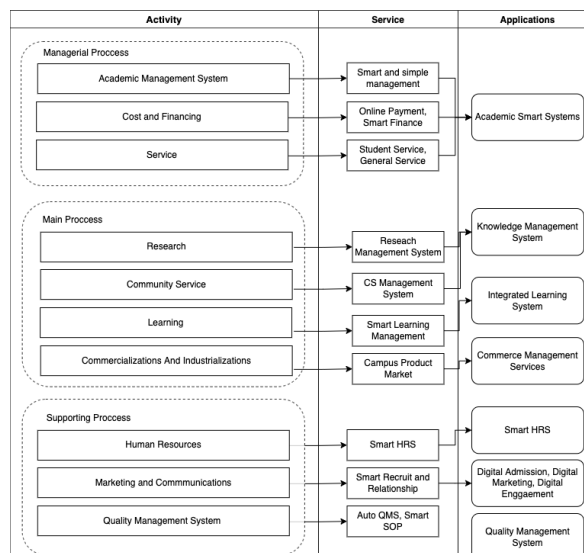 Activity
Service
Applications
Managerial Proccess
Academic Management System
Smart and simple
management
Cost and Financing
Online Payment,
Smart Finance
Academic Smart Systems
Service
Student Service,
General Service
Main Proccess
Research
Reseach
Management System
Knowledge Management
System
Community Service
CS Management
System
Integrated Learning
System
Learning
Smart Learning
Management
Commercializations And Industrializations
Campus Product
Market
Commerce Management
Services
Supporting Proccess
Human Resources
Smart HRS
Smart HRS
Marketing and Commmunications
Smart Recruit and
Relationship
Digital Admission, Digital
Marketing, Digital
Enggaement
Quality Management System
Auto QMS, Smart
SOP
Quality Management
System